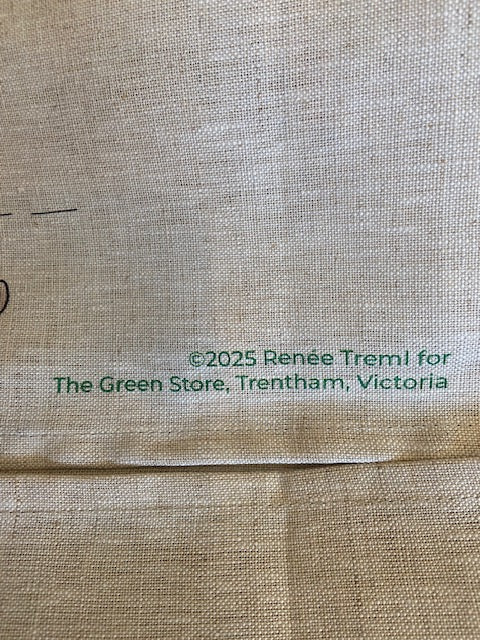 ©2025 Renée Treml for
The Green Store, Trentham, Victoria